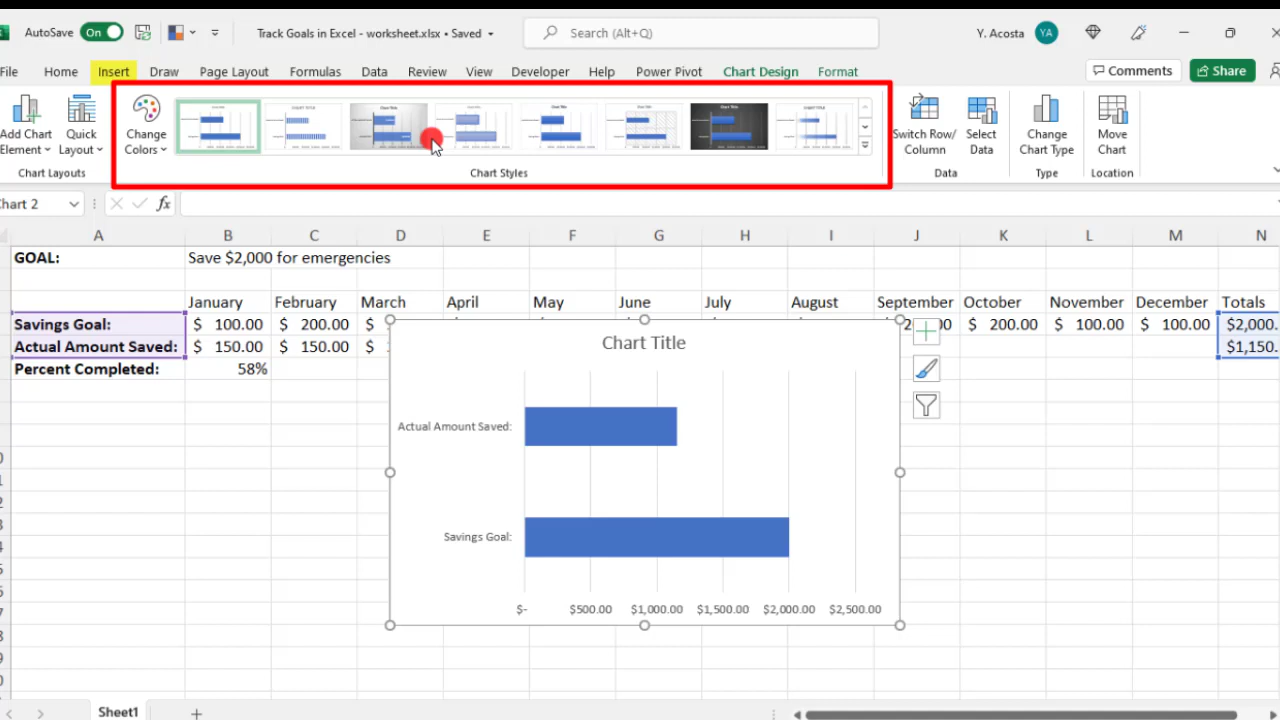 AutoSave On Track Goals in Excel - worksheet.xlsx • Saved Search (Alt+Q) Y. Acosta YA
File Home Insert Draw Page Layout Formulas Data Review View Developer Help Power Pivot Chart Design Format Comments Share
Add Chart Element
Quick Layout
Chart Layouts
Change Colors
Chart Styles
Switch Row/ Column
Select Data
Data
Change Chart Type
Type
Move Chart
Location
Chart 2 fx
A B C D E F G H I J K L M N
GOAL: Save $2,000 for emergencies
January February March April May June July August September October November December Totals
Savings Goal: $ 100.00 $ 200.00 $ $ 200.00 $ 100.00 $ 100.00 $2,000.
Actual Amount Saved: $ 150.00 $ 150.00 $ $1,150.
Percent Completed: 58%
Chart Title
Actual Amount Saved:
Savings Goal:
$- $500.00 $1,000.00 $1,500.00 $2,000.00 $2,500.00
Sheet1